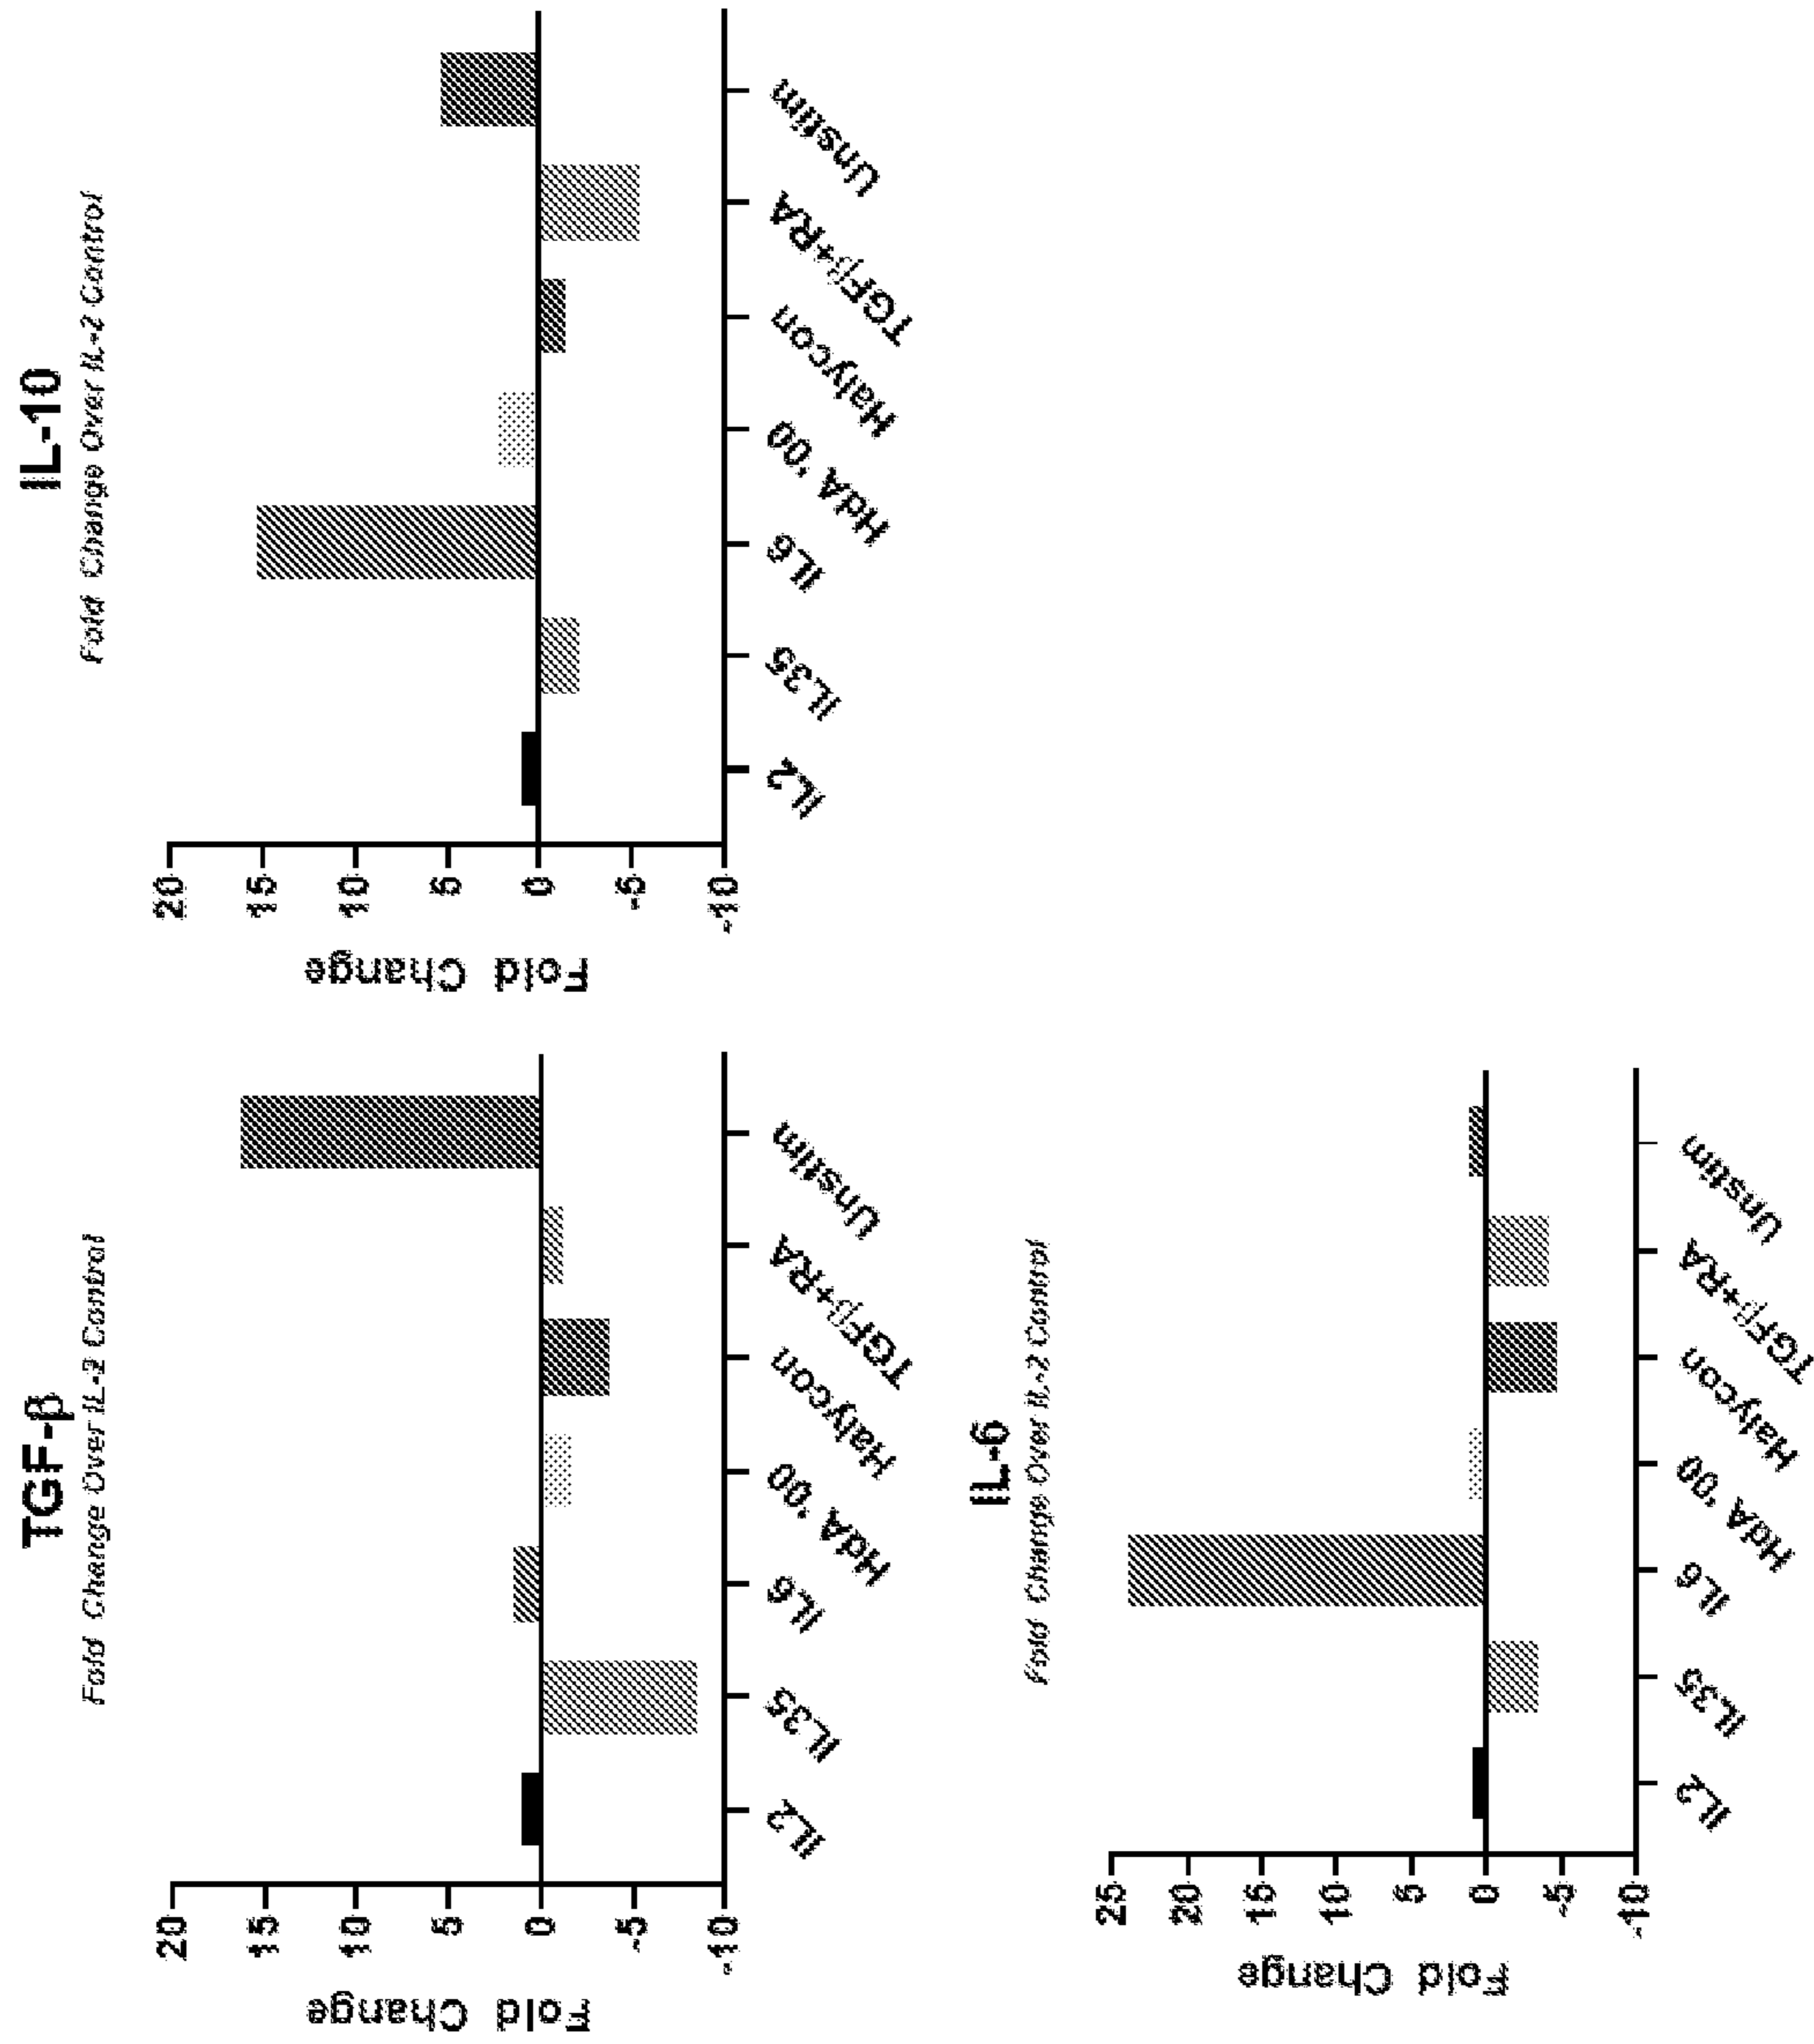 TGF-β
Fold Change Over IL-2 Control
Fold Change
20
15
10
5
0
-5
-10
IL2
IL35
IL6
HdA '00
Halycon
TGFβ+RA
Unstim
IL-10
Fold Change Over IL-2 Control
Fold Change
20
15
10
5
0
-5
-10
IL2
IL35
IL6
HdA '00
Halycon
TGFβ+RA
Unstim
IL-6
Fold Change Over IL-2 Control
Fold Change
25
20
15
10
5
0
-5
-10
IL2
IL35
IL6
HdA '00
Halycon
TGFβ+RA
Unstim